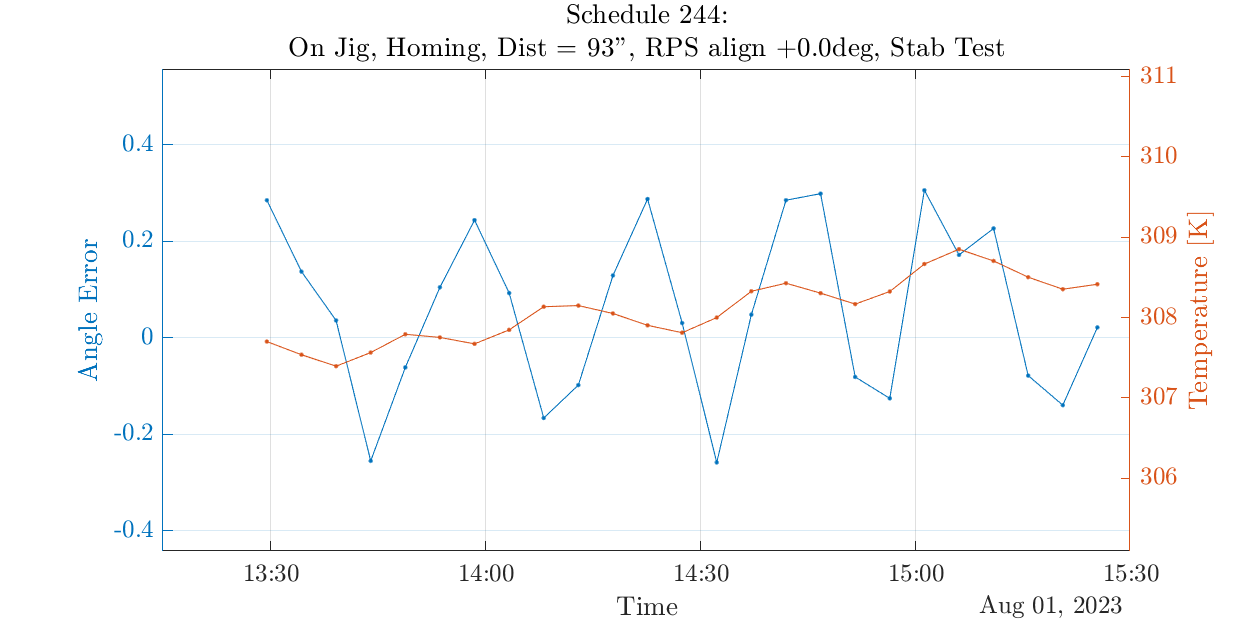 Schedule 244:
On Jig, Homing, Dist = 93", RPS align +0.0deg, Stab Test
0.4
0.2
0
-0.2
-0.4
Angle Error
311
310
309
308
307
306
Temperature [K]
13:30
14:00
14:30
15:00
15:30
Time
Aug 01, 2023